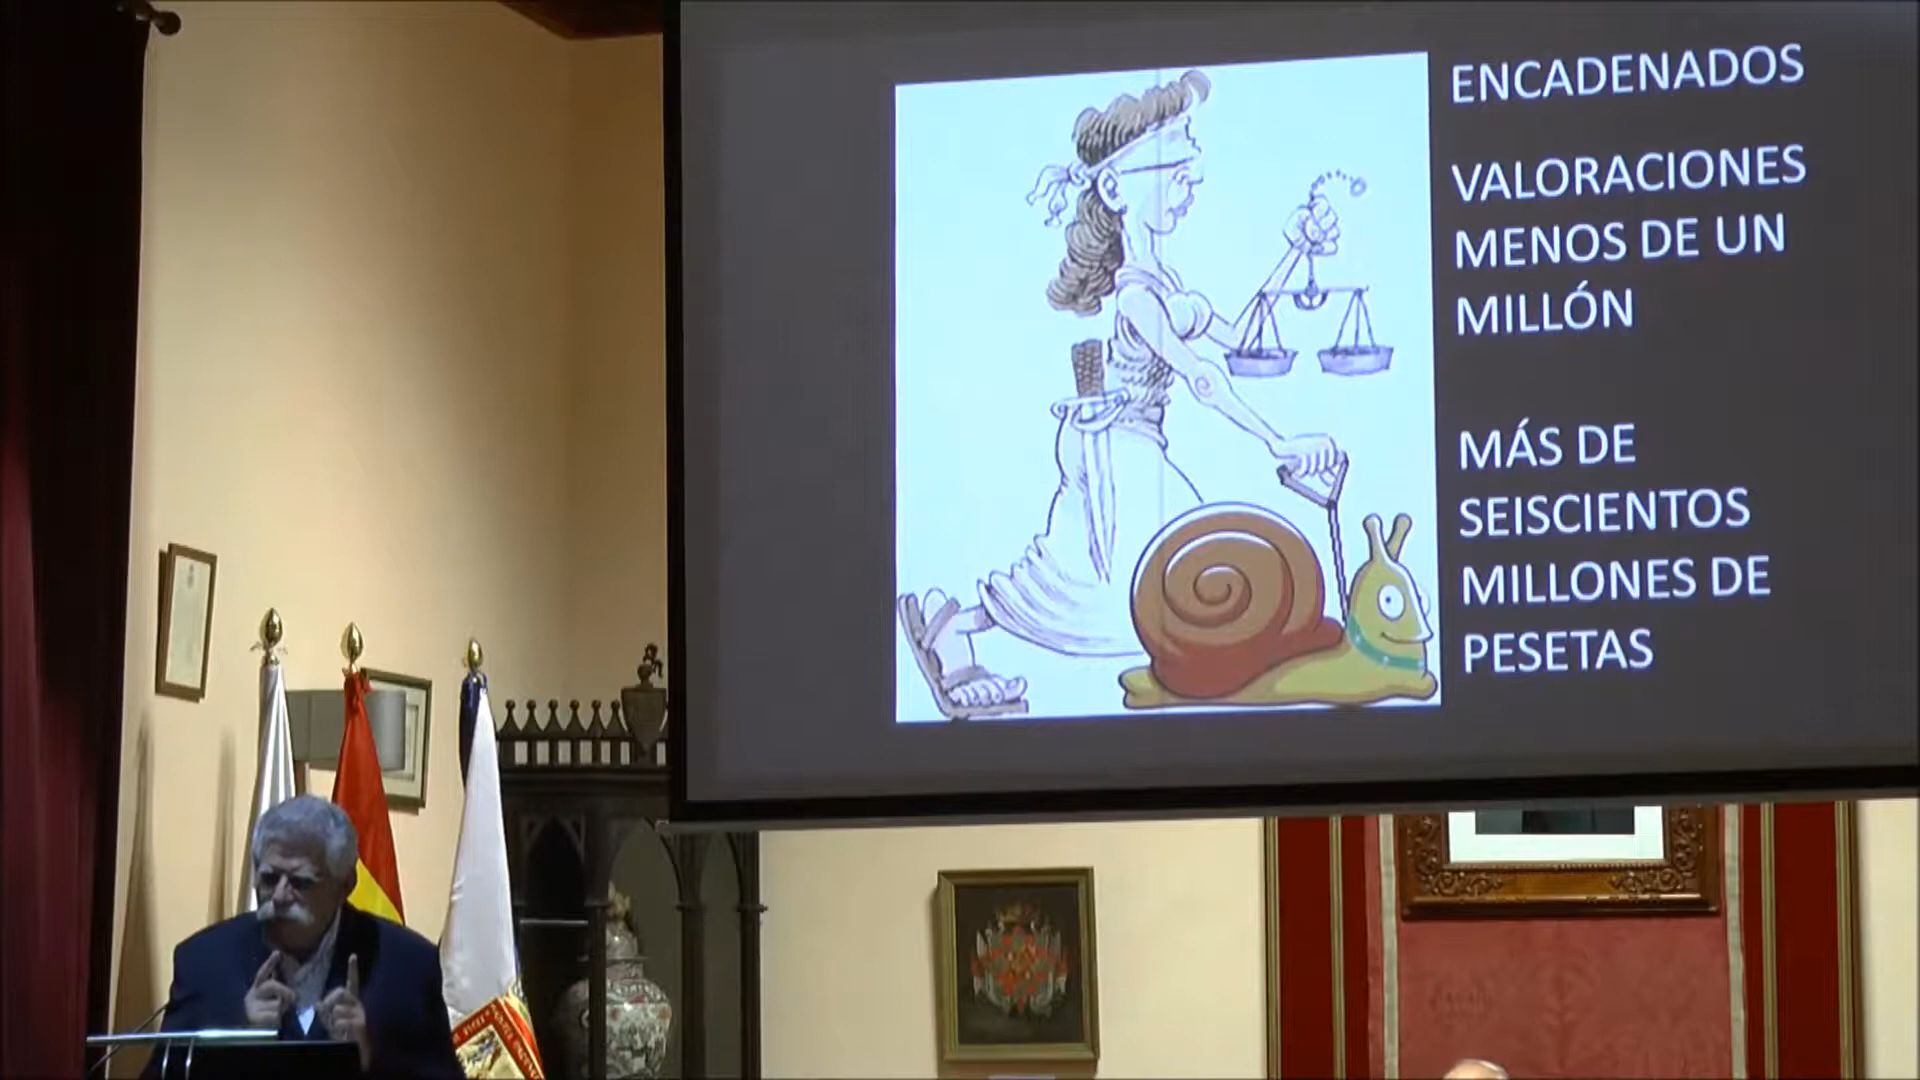 ENCADENADOS
VALORACIONES
MENOS DE UN
MILLÓN
MÁS DE
SEISCIENTOS
MILLONES DE
PESETAS